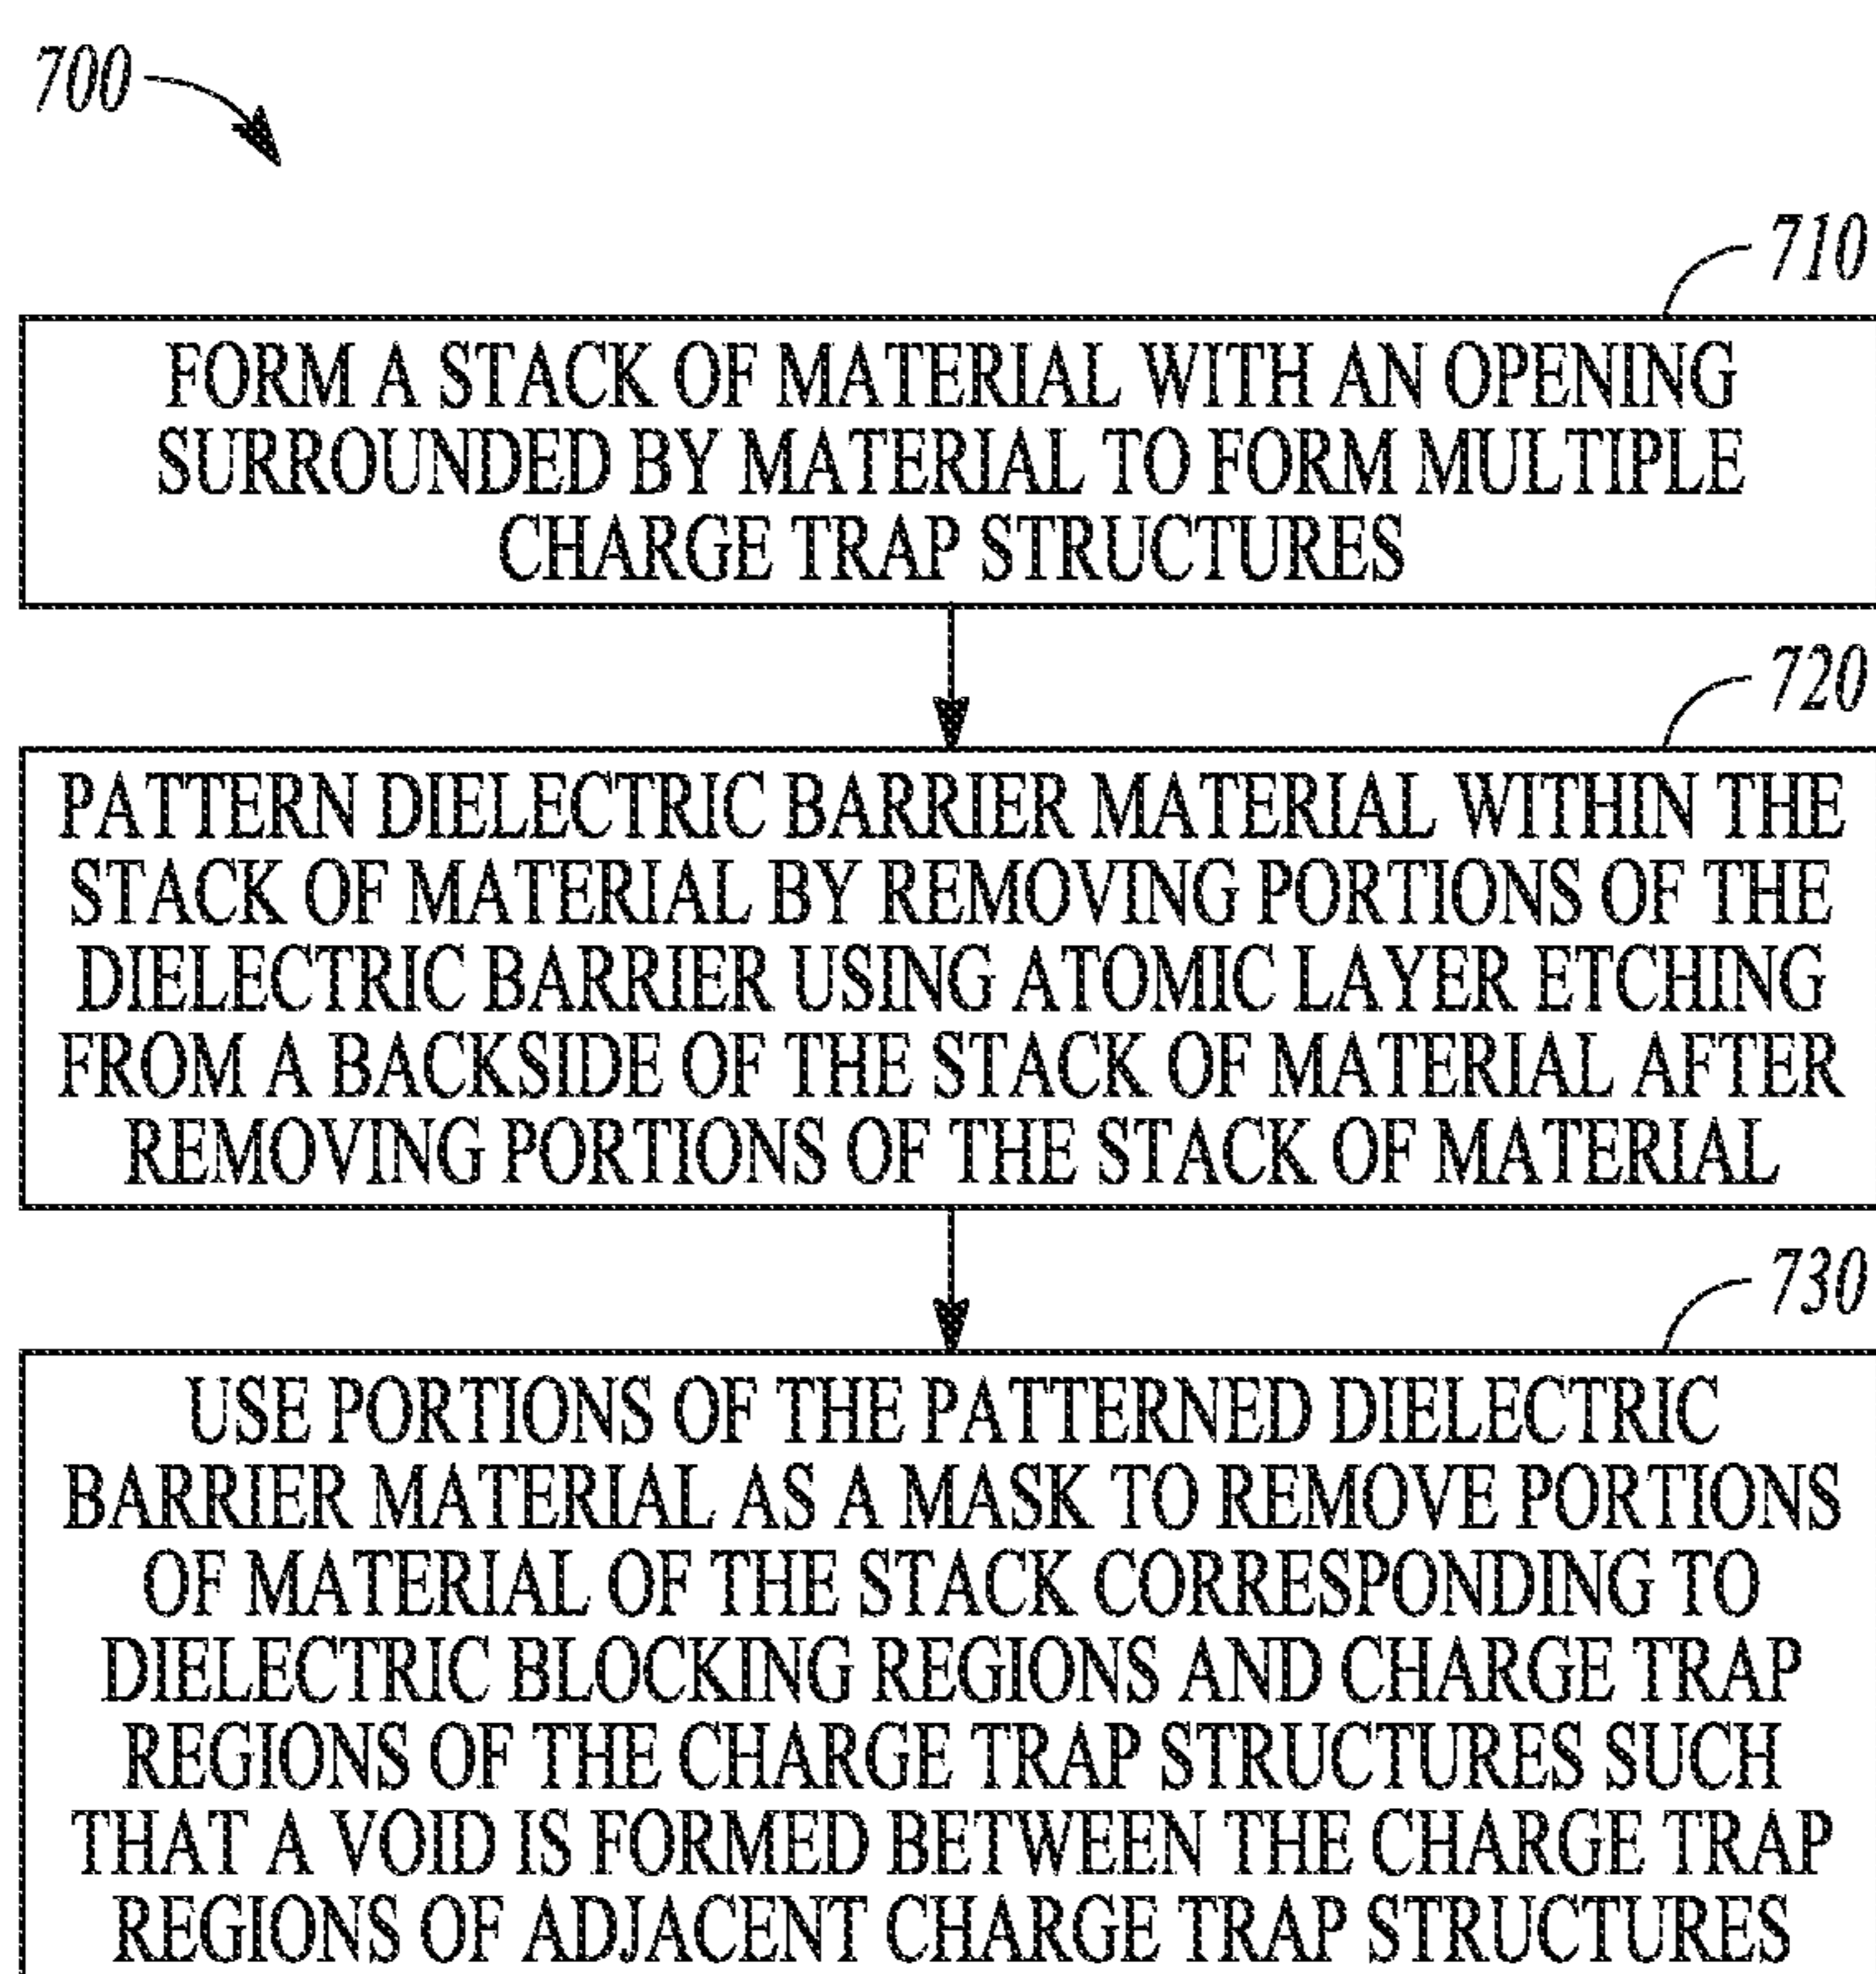 700
710
FORM A STACK OF MATERIAL WITH AN OPENING
SURROUNDED BY MATERIAL TO FORM MULTIPLE
CHARGE TRAP STRUCTURES
720
PATTERN DIELECTRIC BARRIER MATERIAL WITHIN THE
STACK OF MATERIAL BY REMOVING PORTIONS OF THE
DIELECTRIC BARRIER USING ATOMIC LAYER ETCHING
FROM A BACKSIDE OF THE STACK OF MATERIAL AFTER
REMOVING PORTIONS OF THE STACK OF MATERIAL
730
USE PORTIONS OF THE PATTERNED DIELECTRIC
BARRIER MATERIAL AS A MASK TO REMOVE PORTIONS
OF MATERIAL OF THE STACK CORRESPONDING TO
DIELECTRIC BLOCKING REGIONS AND CHARGE TRAP
REGIONS OF THE CHARGE TRAP STRUCTURES SUCH
THAT A VOID IS FORMED BETWEEN THE CHARGE TRAP
REGIONS OF ADJACENT CHARGE TRAP STRUCTURES